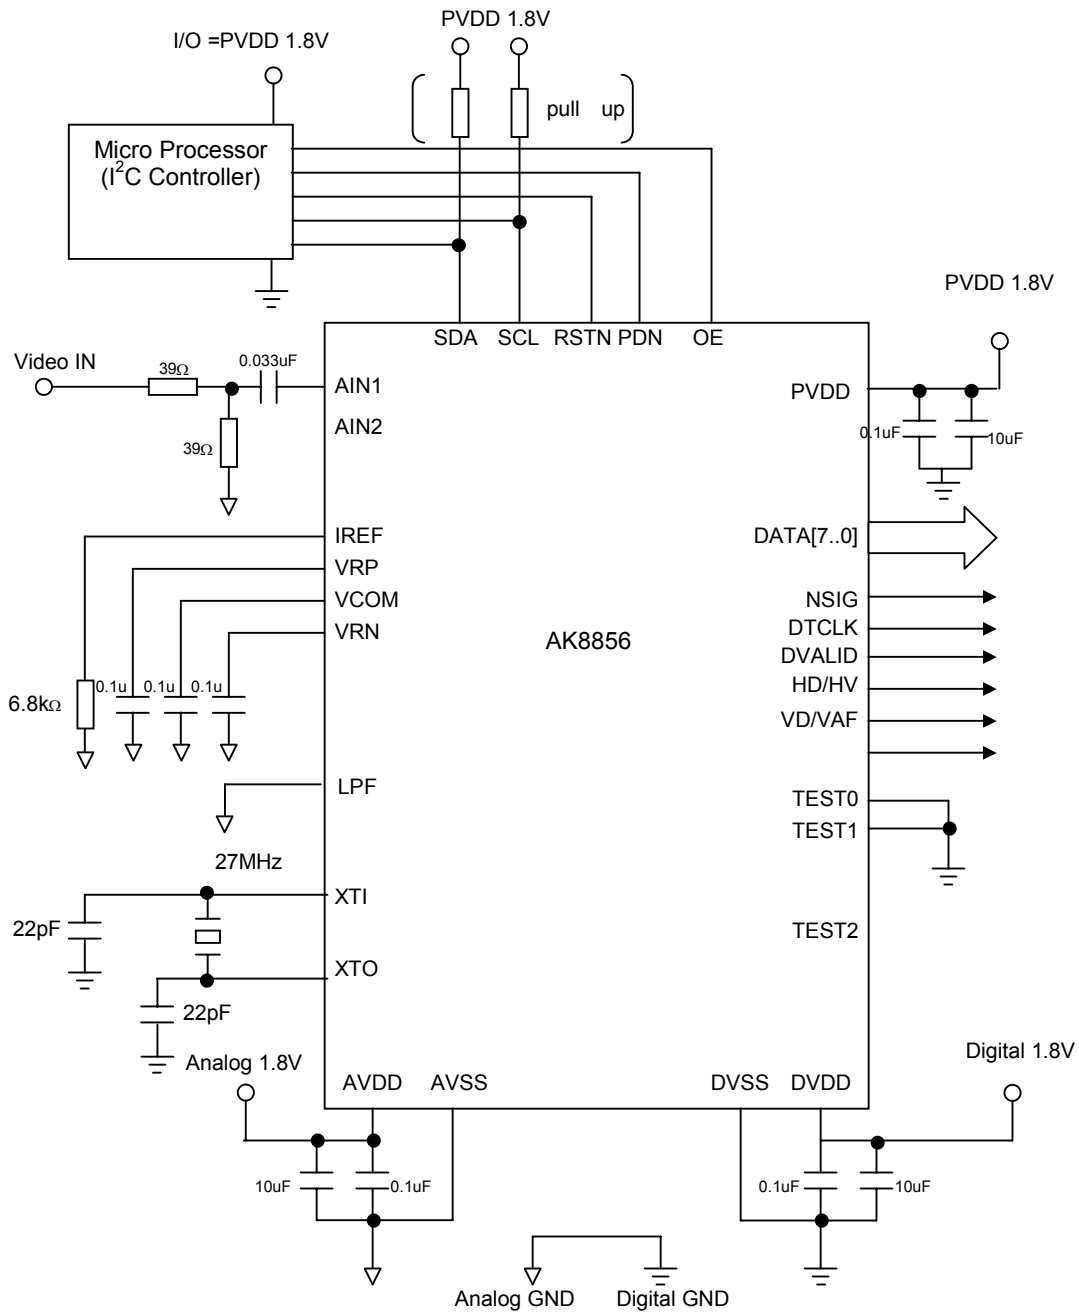 PVDD 1.8V
I/O =PVDD 1.8V
pull up
Micro Processor
(I²C Controller)
PVDD 1.8V
SDA SCL RSTN PDN OE
Video IN
39Ω
0.033uF
AIN1
PVDD
AIN2
39Ω
0.1uF
10uF
IREF
DATA[7..0]
VRP
VCOM
NSIG
VRN
DTCLK
AK8856
DVALID
HD/HV
0.1u 0.1u 0.1u
6.8kΩ
VD/VAF
LPF
TEST0
TEST1
27MHz
XTI
22pF
TEST2
XTO
22pF
Analog 1.8V
Digital 1.8V
AVDD AVSS
DVSS DVDD
10uF
0.1uF
0.1uF
10uF
Analog GND
Digital GND